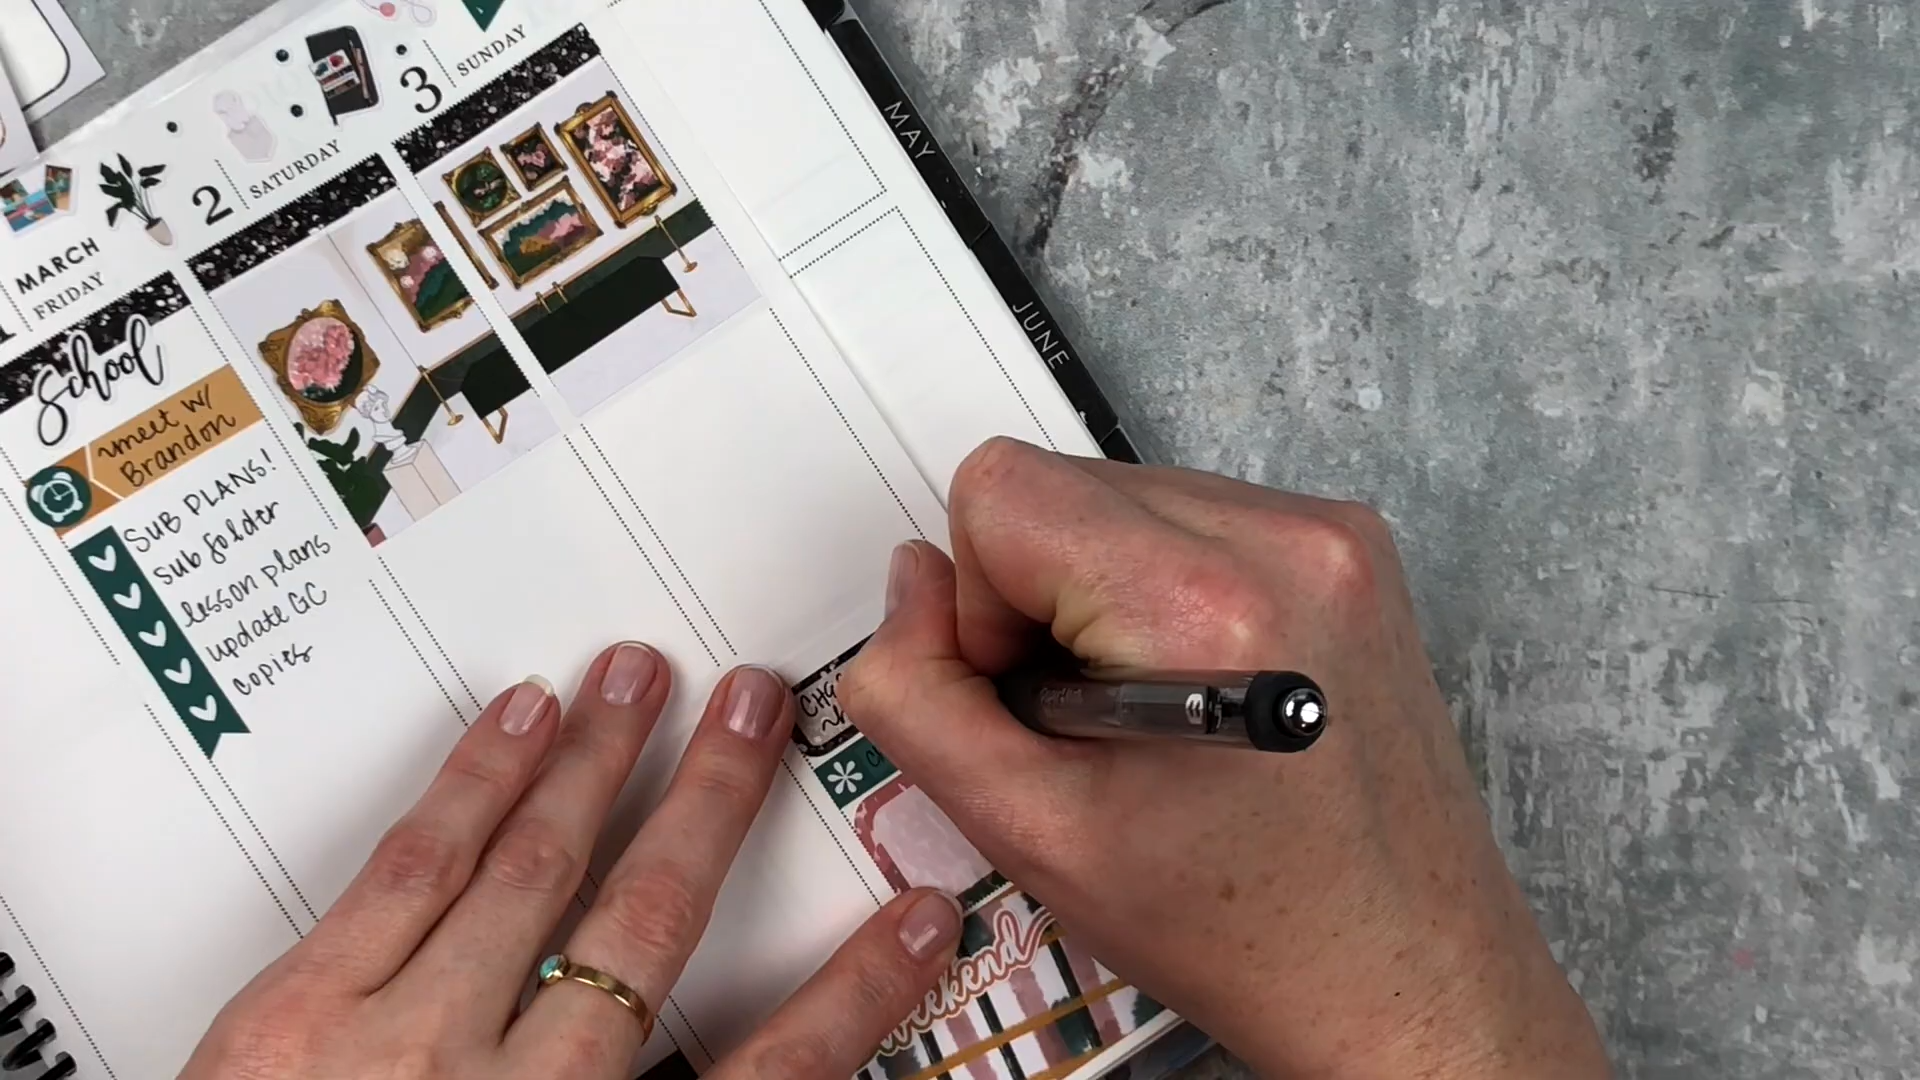 MARCH
FRIDAY
2
SATURDAY
3
SUNDAY
School
meet w/
Brandon
SUB PLANS!
sub folder
lesson plans
update GC
copies
weekend
MAY
JUNE